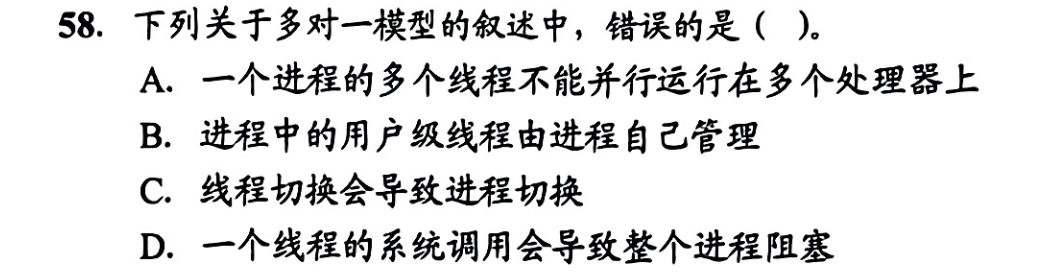 58. 下列关于多对一模型的叙述中，错误的是（ ）。
A. 一个进程的多个线程不能并行运行在多个处理器上
B. 进程中的用户级线程由进程自己管理
C. 线程切换会导致进程切换
D. 一个线程的系统调用会导致整个进程阻塞